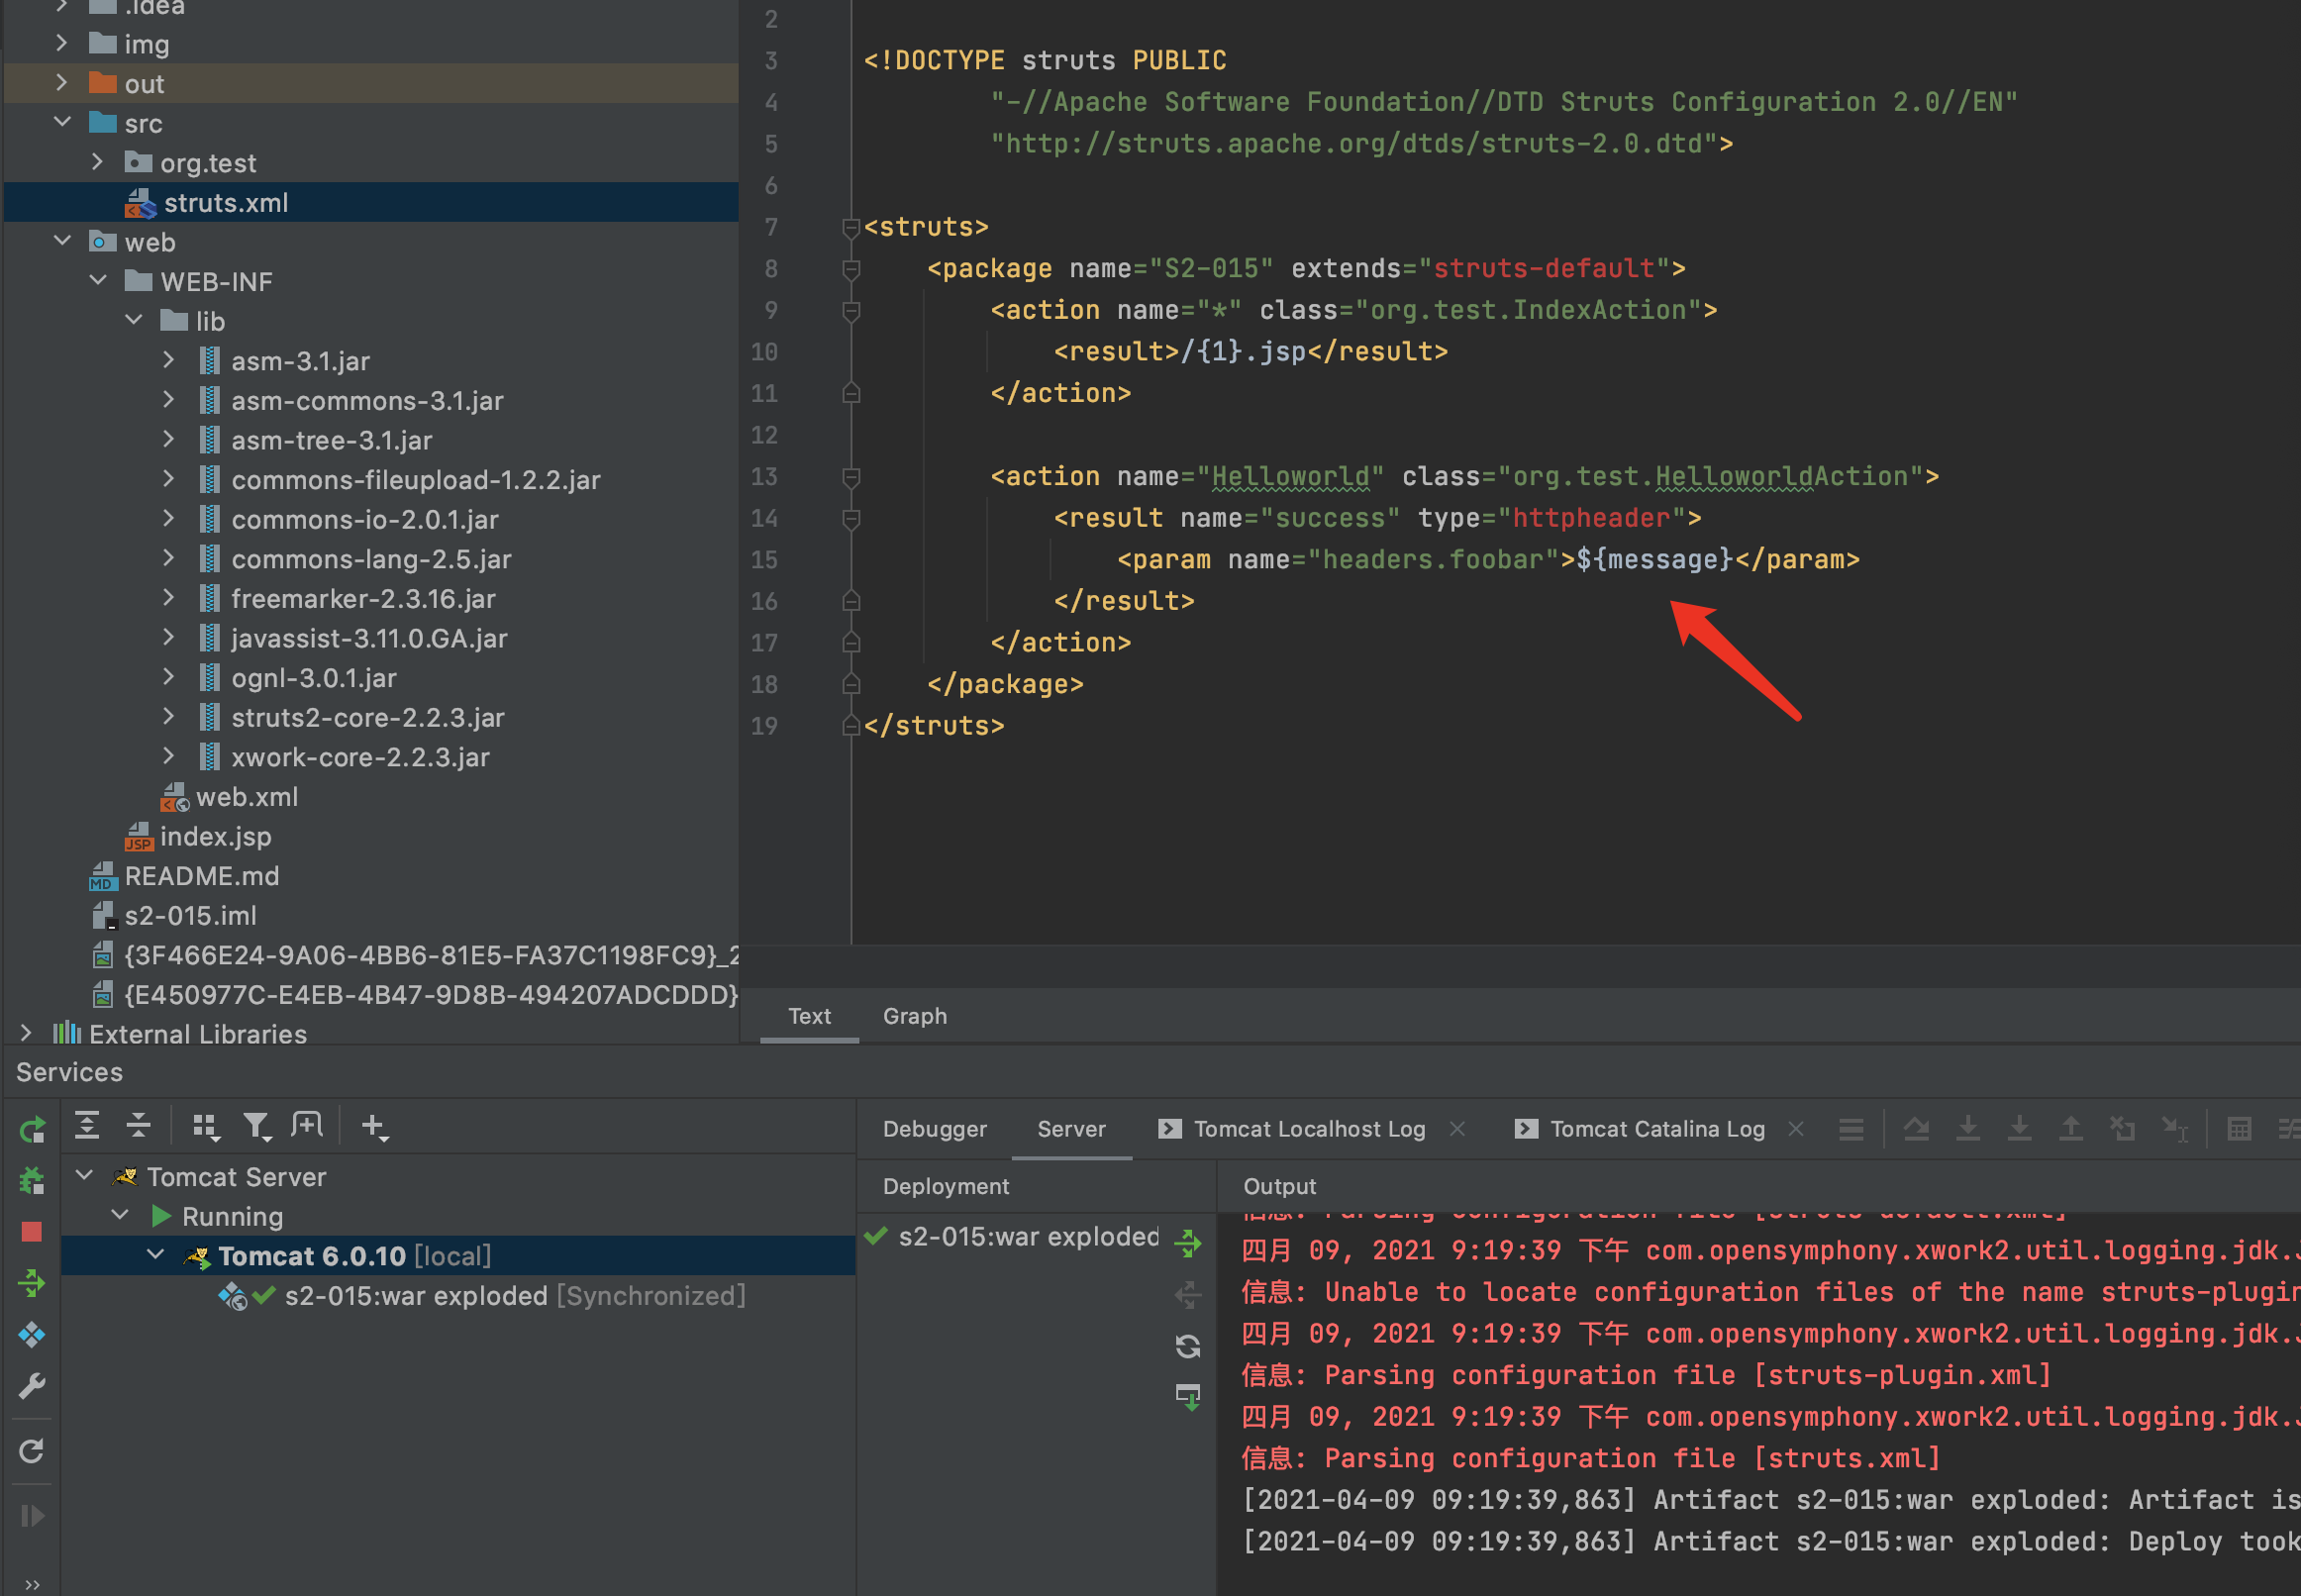 .idea
img
out
src
org.test
struts.xml
web
WEB-INF
lib
asm-3.1.jar
asm-commons-3.1.jar
asm-tree-3.1.jar
commons-fileupload-1.2.2.jar
commons-io-2.0.1.jar
commons-lang-2.5.jar
freemarker-2.3.16.jar
javassist-3.11.0.GA.jar
ognl-3.0.1.jar
struts2-core-2.2.3.jar
xwork-core-2.2.3.jar
web.xml
index.jsp
README.md
s2-015.iml
{3F466E24-9A06-4BB6-81E5-FA37C1198FC9}_2
{E450977C-E4EB-4B47-9D8B-494207ADCDDD}
External Libraries
2
3 <!DOCTYPE struts PUBLIC
4 "-//Apache Software Foundation//DTD Struts Configuration 2.0//EN"
5 "http://struts.apache.org/dtds/struts-2.0.dtd">
6
7 <struts>
8 <package name="S2-015" extends="struts-default">
9 <action name="*" class="org.test.IndexAction">
10 <result>/{1}.jsp</result>
11 </action>
12
13 <action name="Helloworld" class="org.test.HelloworldAction">
14 <result name="success" type="httpheader">
15 <param name="headers.foobar">${message}</param>
16 </result>
17 </action>
18 </package>
19 </struts>
Text Graph
Services
Tomcat Server
Running
Tomcat 6.0.10 [local]
s2-015:war exploded [Synchronized]
Debugger Server Tomcat Localhost Log Tomcat Catalina Log
Deployment Output
s2-015:war exploded
信息: Parsing configuration file [struts-default.xml]
四月 09, 2021 9:19:39 下午 com.opensymphony.xwork2.util.logging.jdk.
信息: Unable to locate configuration files of the name struts-plugin
四月 09, 2021 9:19:39 下午 com.opensymphony.xwork2.util.logging.jdk.
信息: Parsing configuration file [struts-plugin.xml]
四月 09, 2021 9:19:39 下午 com.opensymphony.xwork2.util.logging.jdk.
信息: Parsing configuration file [struts.xml]
[2021-04-09 09:19:39,863] Artifact s2-015:war exploded: Artifact is
[2021-04-09 09:19:39,863] Artifact s2-015:war exploded: Deploy took